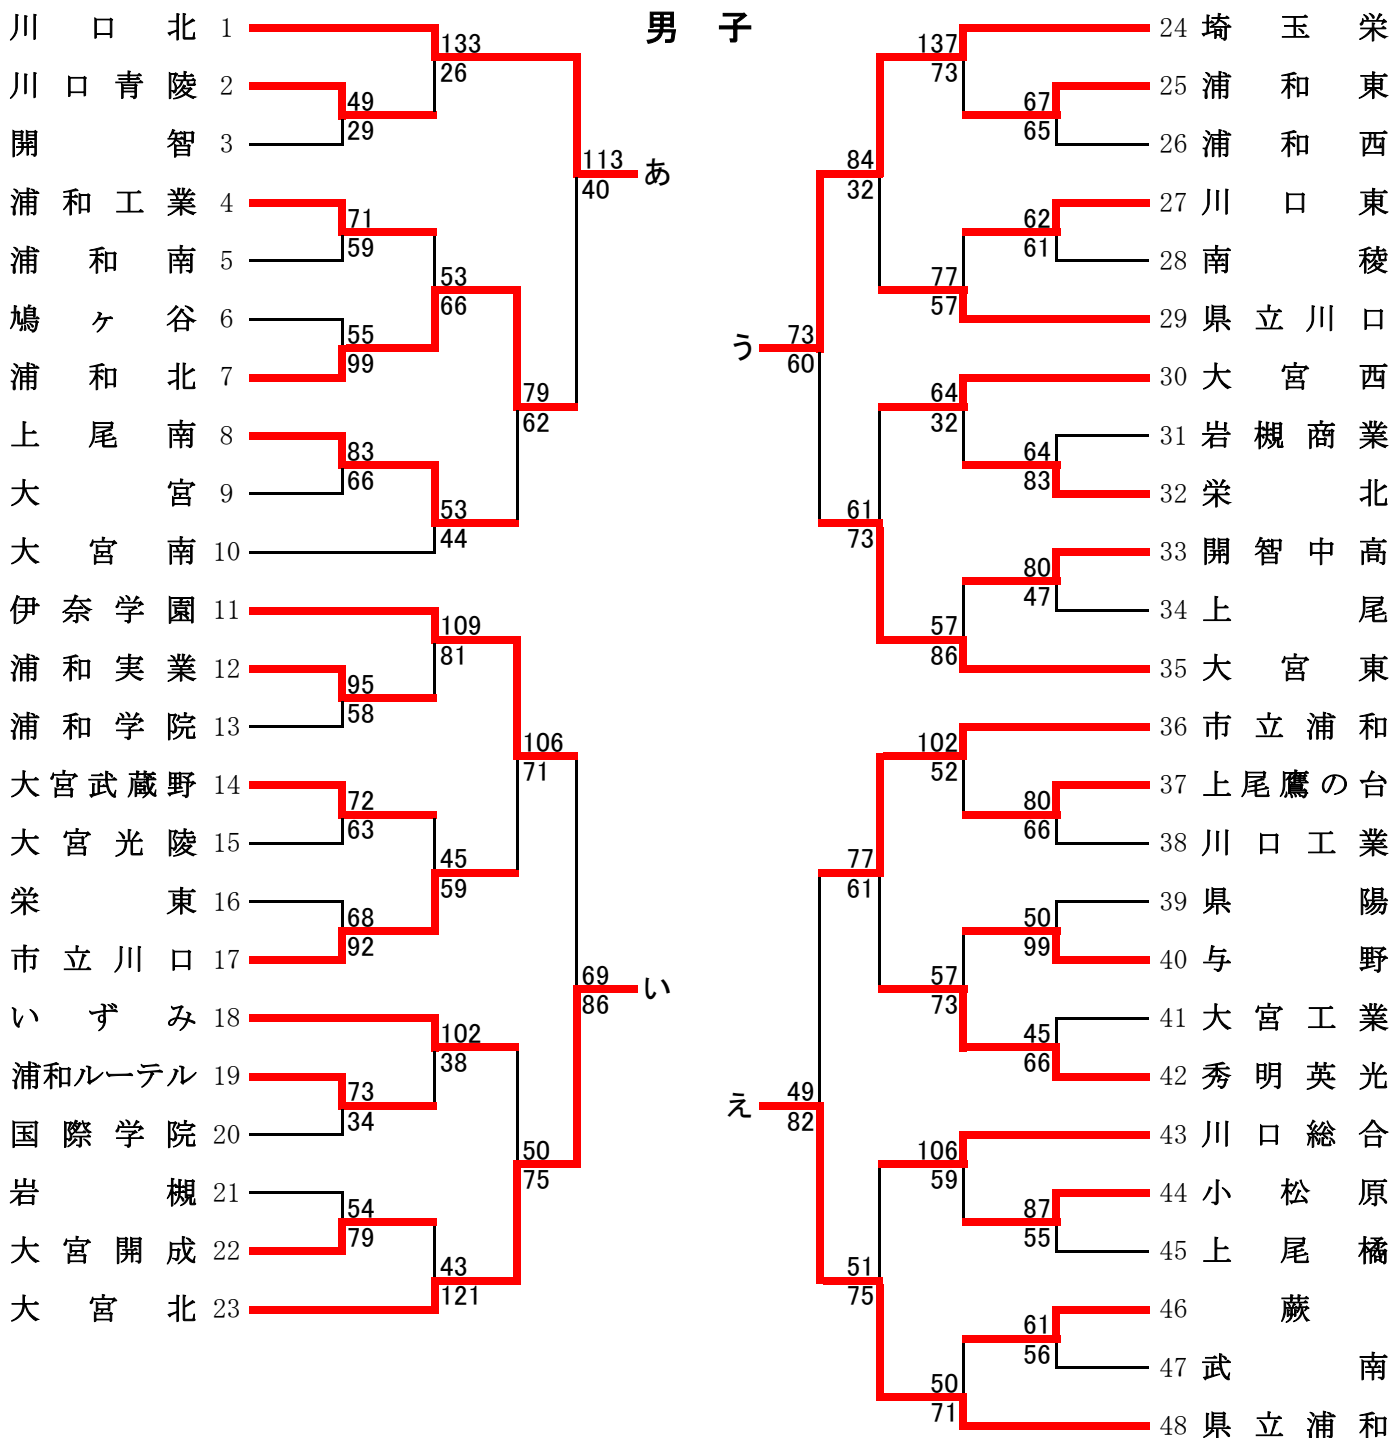 男子
川口北 1
川口青陵 2
開智 3
浦和工業 4
浦和南 5
鳩ヶ谷 6
浦和北 7
上尾南 8
大宮 9
大宮南 10
伊奈学園 11
浦和実業 12
浦和学院 13
大宮武蔵野 14
大宮光陵 15
栄東 16
市立川口 17
いずみ 18
浦和ルーテル 19
国際学院 20
岩槻 21
大宮開成 22
大宮北 23
49
29
71
59
55
99
83
66
95
58
72
63
68
92
73
34
54
79
133
26
53
66
53
44
109
81
45
59
102
38
43
121
79
62
106
71
50
75
113
40
あ
69
86
い
う
73
60
え
49
82
84
32
61
73
77
61
51
75
137
73
77
57
64
32
57
86
102
52
57
73
106
59
50
71
67
65
62
61
64
83
80
47
80
66
50
99
45
66
87
55
61
56
24 埼玉栄
25 浦和東
26 浦和西
27 川口東
28 南稜
29 県立川口
30 大宮西
31 岩槻商業
32 栄北
33 開智中高
34 上尾
35 大宮東
36 市立浦和
37 上尾鷹の台
38 川口工業
39 県陽
40 与野
41 大宮工業
42 秀明英光
43 川口総合
44 小松原
45 上尾橘
46 蕨
47 武南
48 県立浦和